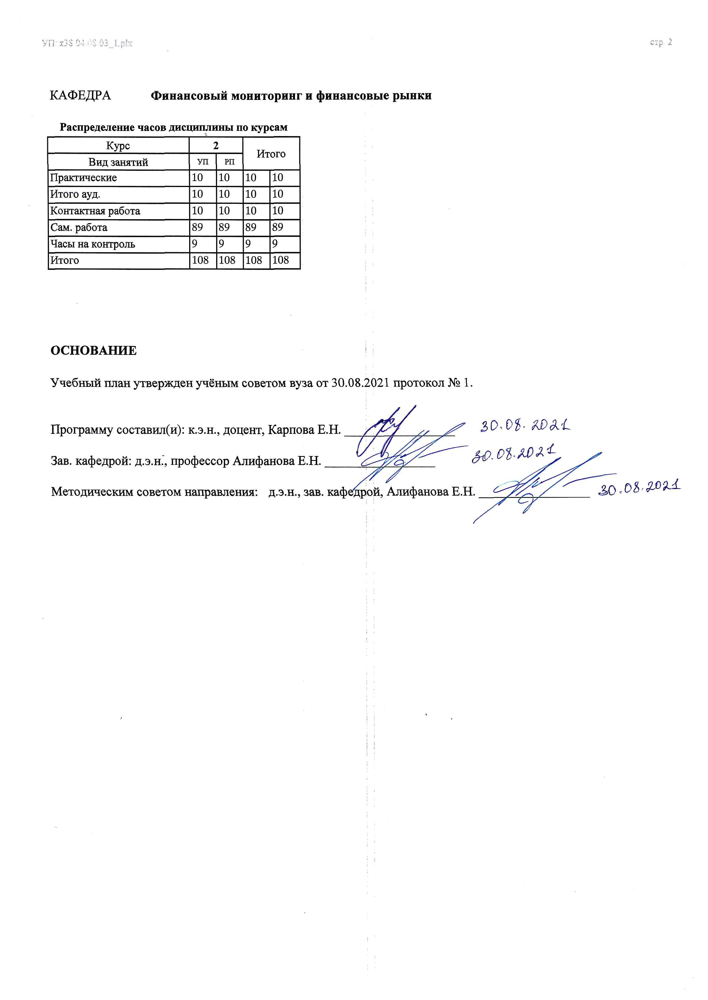 УП: z38.04.08.03_1.plx стр. 2
КАФЕДРА Финансовый мониторинг и финансовые рынки
Распределение часов дисциплины по курсам
Курс 2 Итого
Вид занятий УП РП
Практические 10 10 10 10
Итого ауд. 10 10 10 10
Контактная работа 10 10 10 10
Сам. работа 89 89 89 89
Часы на контроль 9 9 9 9
Итого 108 108 108 108
ОСНОВАНИЕ
Учебный план утвержден учёным советом вуза от 30.08.2021 протокол № 1.
Программу составил(и): к.э.н., доцент, Карпова Е.Н. 30.08.2021
Зав. кафедрой: д.э.н., профессор Алифанова Е.Н. 30.08.2021
Методическим советом направления: д.э.н., зав. кафедрой, Алифанова Е.Н. 30.08.2021